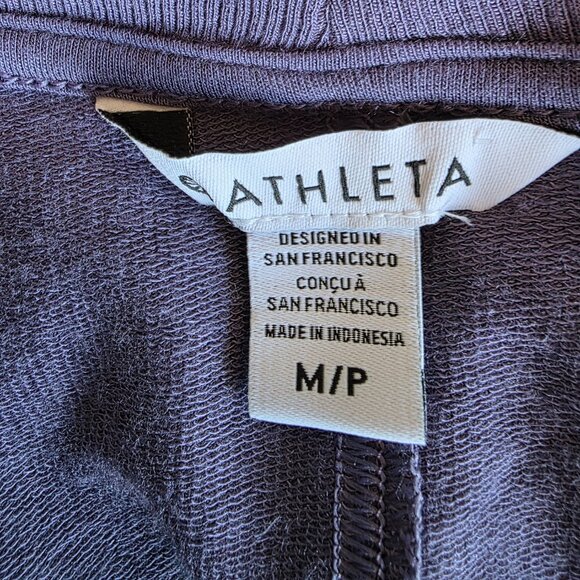 ATHLETA
DESIGNED IN
SAN FRANCISCO
CONÇU À
SAN FRANCISCO
MADE IN INDONESIA
M/P